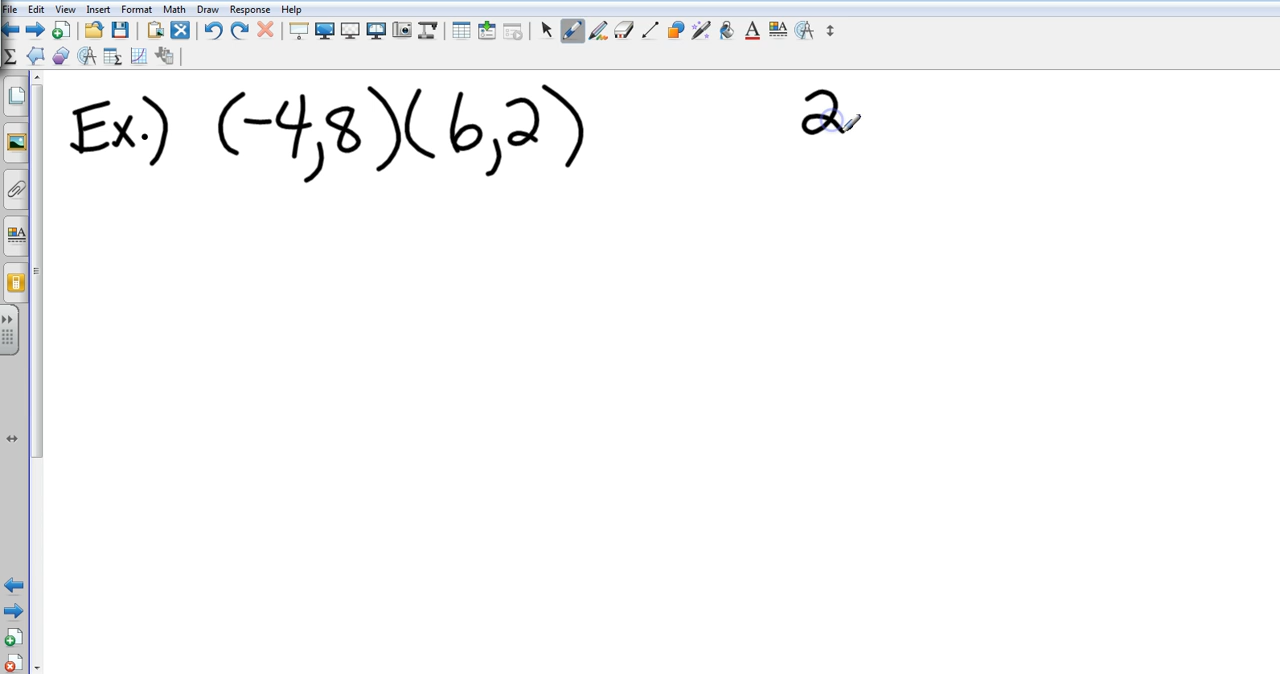 File Edit View Insert Format Math Draw Response Help
Ex.) (-4,8)(6,2) 2